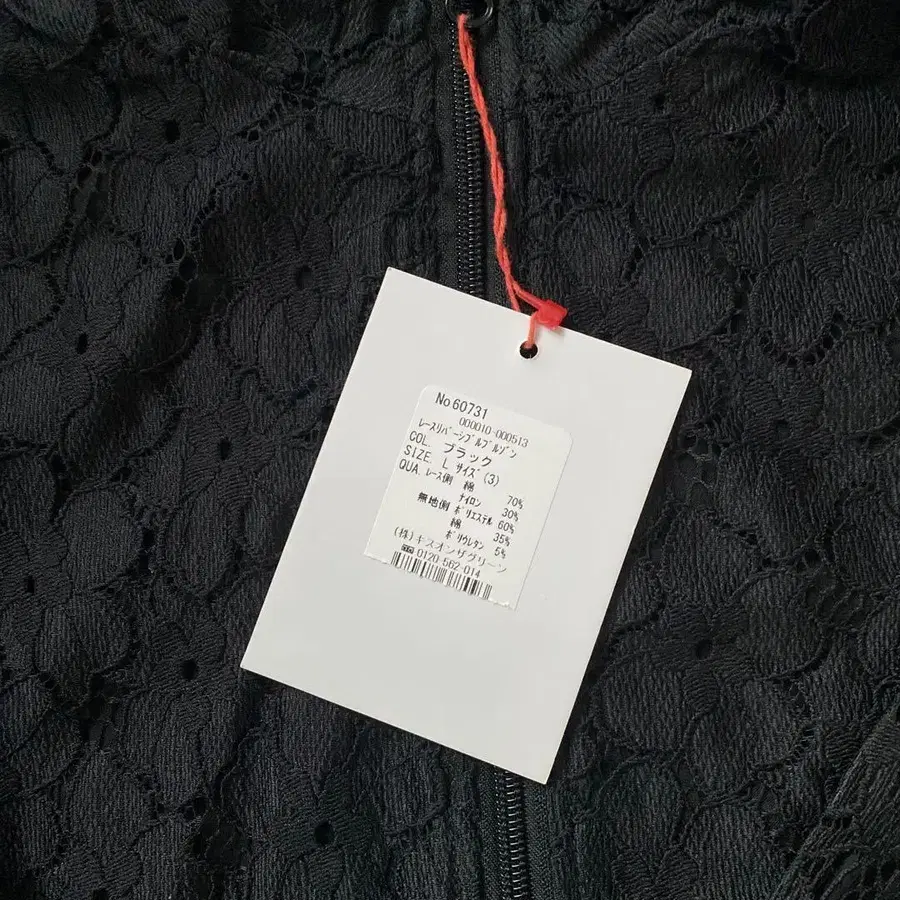 No 60731
000010-000513
ﾚｰｽﾘﾊﾞｰｼﾌﾞﾙﾌﾞﾙｿﾞﾝ
COL. ブラック
SIZE. L ｻｲｽﾞ(3)
QUA. ﾚｰｽ側 綿 70%
ﾅｲﾛﾝ 30%
無地側 ﾎﾟﾘｴｽﾃﾙ 60%
綿 35%
ﾎﾟﾘｳﾚﾀﾝ 5%
(株)キスオンザグリーン
0120-562-014